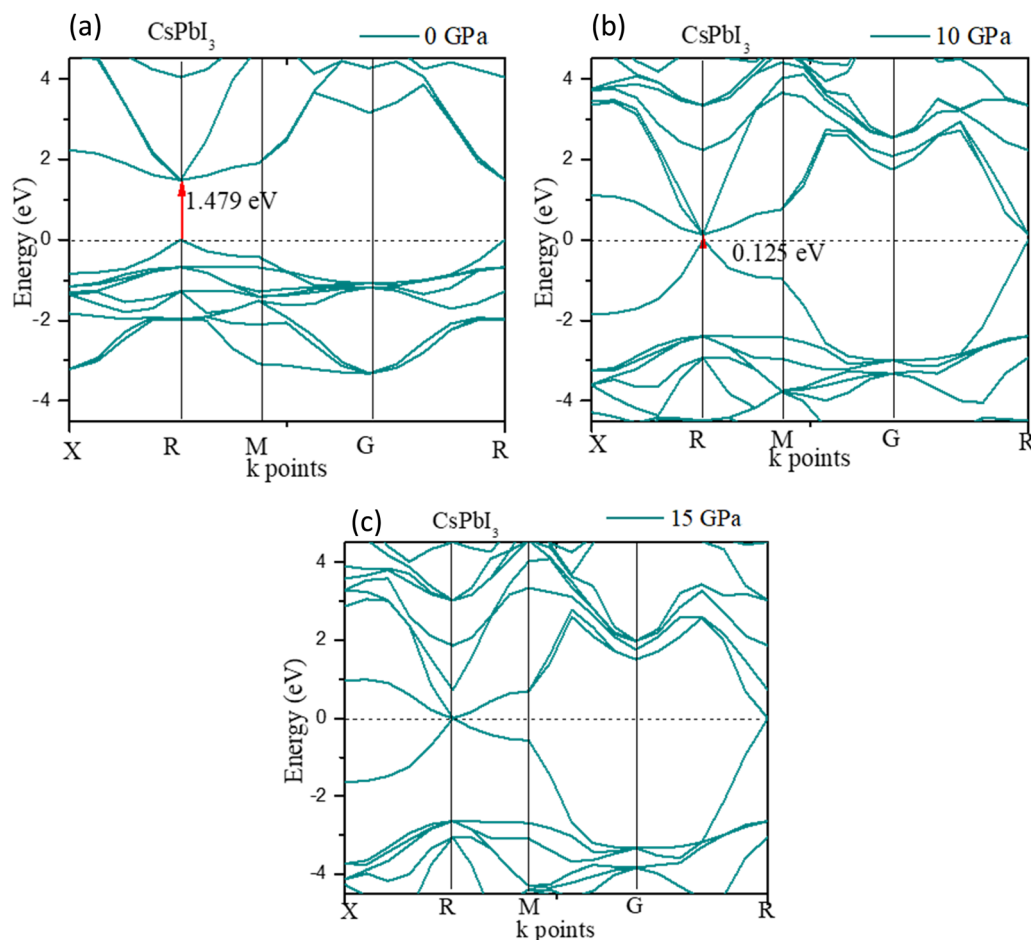 (a)
CsPbI3
0 GPa
Energy (eV)
4
2
0
-2
-4
1.479 eV
X R M G R
k points
(b)
CsPbI3
10 GPa
Energy (eV)
4
2
0
-2
-4
0.125 eV
X R M G R
k points
(c)
CsPbI3
15 GPa
Energy (eV)
4
2
0
-2
-4
X R M G R
k points